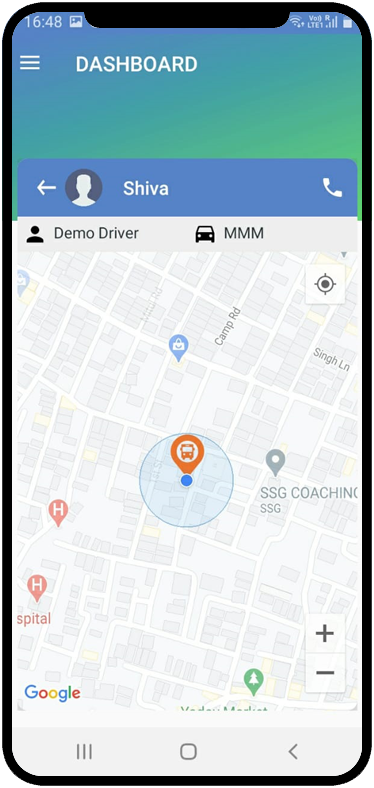 16:48
Vo)) R
LTE1
DASHBOARD
Shiva
Demo Driver
MMM
Camp Rd
Singh Ln
SSG COACHING
SSG
H
H
spital
Google
Yadav Market